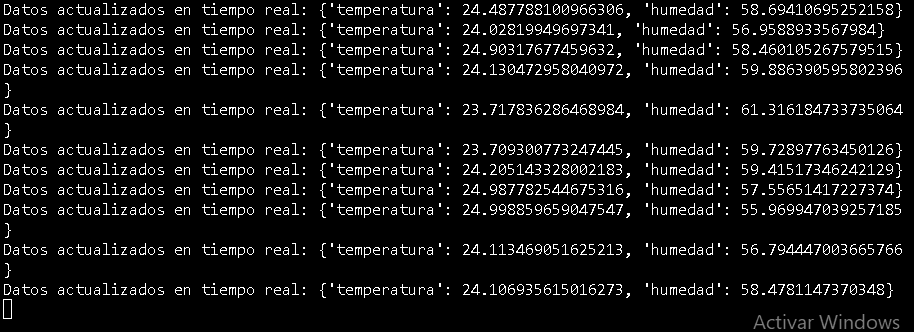 Datos actualizados en tiempo real: {'temperatura': 24.487788100966306, 'humedad': 58.69410695252158}
Datos actualizados en tiempo real: {'temperatura': 24.02819949697341, 'humedad': 56.9588933567984}
Datos actualizados en tiempo real: {'temperatura': 24.90317677459632, 'humedad': 58.460105267579515}
Datos actualizados en tiempo real: {'temperatura': 24.130472958040972, 'humedad': 59.886390595802396
}
Datos actualizados en tiempo real: {'temperatura': 23.717836286468984, 'humedad': 61.316184733735064
}
Datos actualizados en tiempo real: {'temperatura': 23.709300773247445, 'humedad': 59.72897763450126}
Datos actualizados en tiempo real: {'temperatura': 24.205143328002183, 'humedad': 59.41517346242129}
Datos actualizados en tiempo real: {'temperatura': 24.987782544675316, 'humedad': 57.55651417227374}
Datos actualizados en tiempo real: {'temperatura': 24.998859659047547, 'humedad': 55.969947039257185
}
Datos actualizados en tiempo real: {'temperatura': 24.113469051625213, 'humedad': 56.794447003665766
}
Datos actualizados en tiempo real: {'temperatura': 24.106935615016273, 'humedad': 58.4781147370348}
Activar Windows